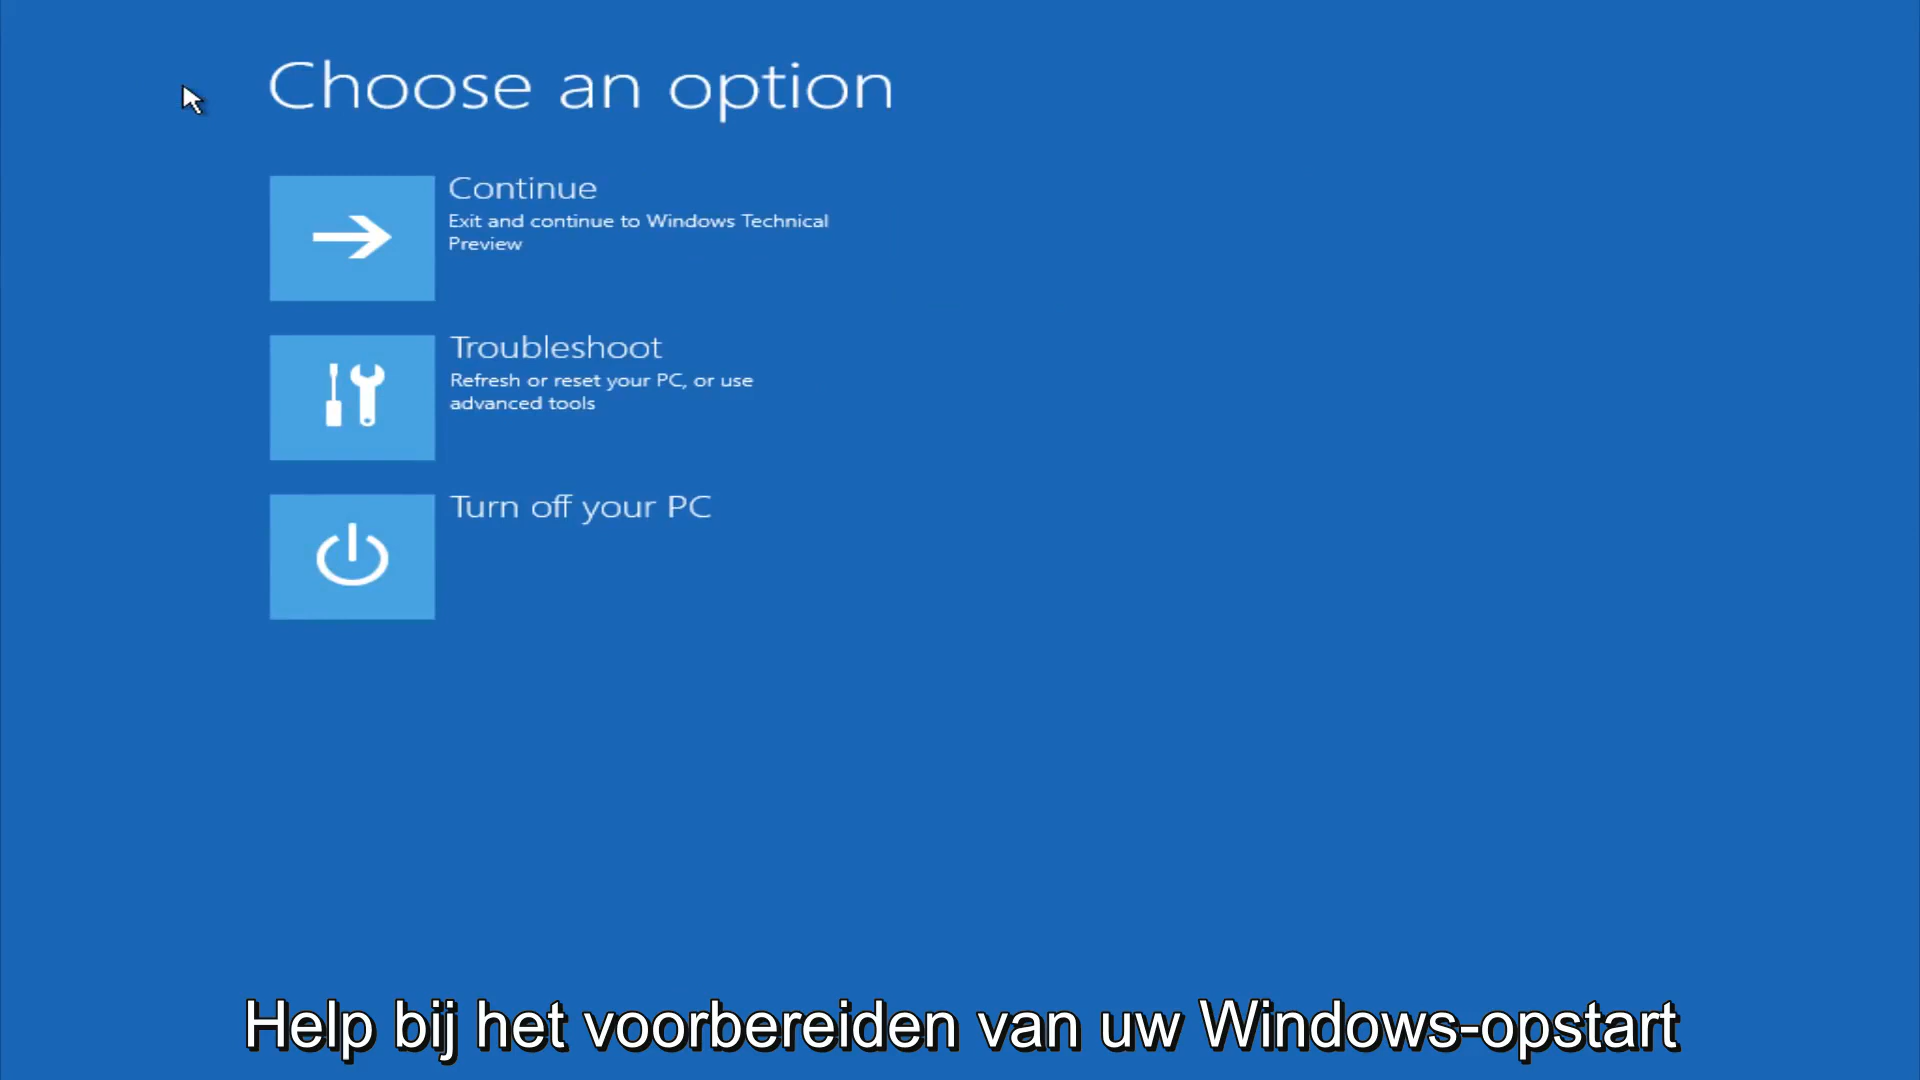 Choose an option
Continue
Exit and continue to Windows Technical
Preview
Troubleshoot
Refresh or reset your PC, or use
advanced tools
Turn off your PC
Help bij het voorbereiden van uw Windows-opstart